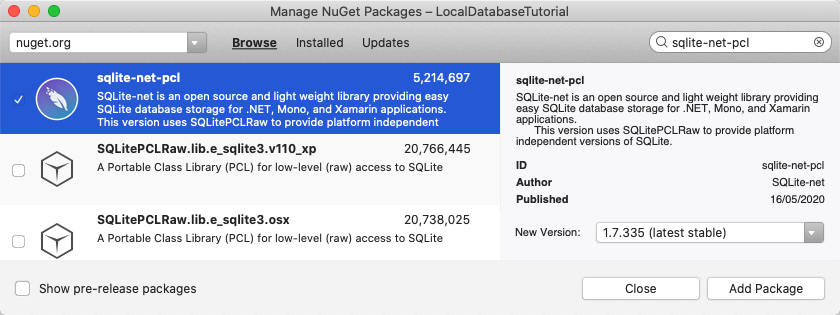 Manage NuGet Packages – LocalDatabaseTutorial
nuget.org
Browse
Installed
Updates
sqlite-net-pcl
sqlite-net-pcl 5,214,697
SQLite-net is an open source and light weight library providing easy
SQLite database storage for .NET, Mono, and Xamarin applications.
This version uses SQLitePCLRaw to provide platform independent
SQLitePCLRaw.lib.e_sqlite3.v110_xp 20,766,445
A Portable Class Library (PCL) for low-level (raw) access to SQLite
SQLitePCLRaw.lib.e_sqlite3.osx 20,738,025
A Portable Class Library (PCL) for low-level (raw) access to SQLite
sqlite-net-pcl
SQLite-net is an open source and light weight library providing
easy SQLite database storage for .NET, Mono, and Xamarin
applications.
This version uses SQLitePCLRaw to provide platform
independent versions of SQLite.
ID sqlite-net-pcl
Author SQLite-net
Published 16/05/2020
New Version: 1.7.335 (latest stable)
Show pre-release packages
Close
Add Package